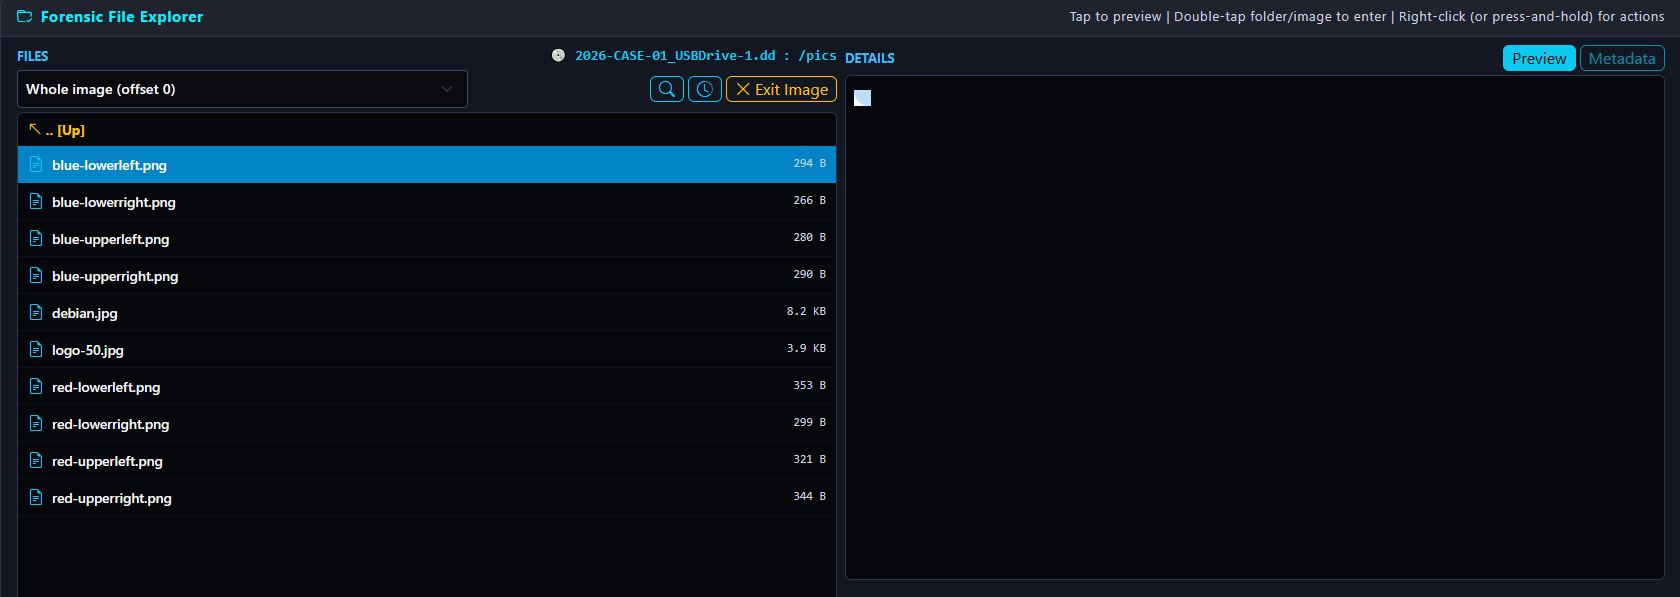 Forensic File Explorer
Tap to preview | Double-tap folder/image to enter | Right-click (or press-and-hold) for actions
FILES
2026-CASE-01_USBDrive-1.dd : /pics
Whole image (offset 0)
Exit Image
.. [Up]
blue-lowerleft.png 294 B
blue-lowerright.png 266 B
blue-upperleft.png 280 B
blue-upperright.png 290 B
debian.jpg 8.2 KB
logo-50.jpg 3.9 KB
red-lowerleft.png 353 B
red-lowerright.png 299 B
red-upperleft.png 321 B
red-upperright.png 344 B
DETAILS
Preview Metadata